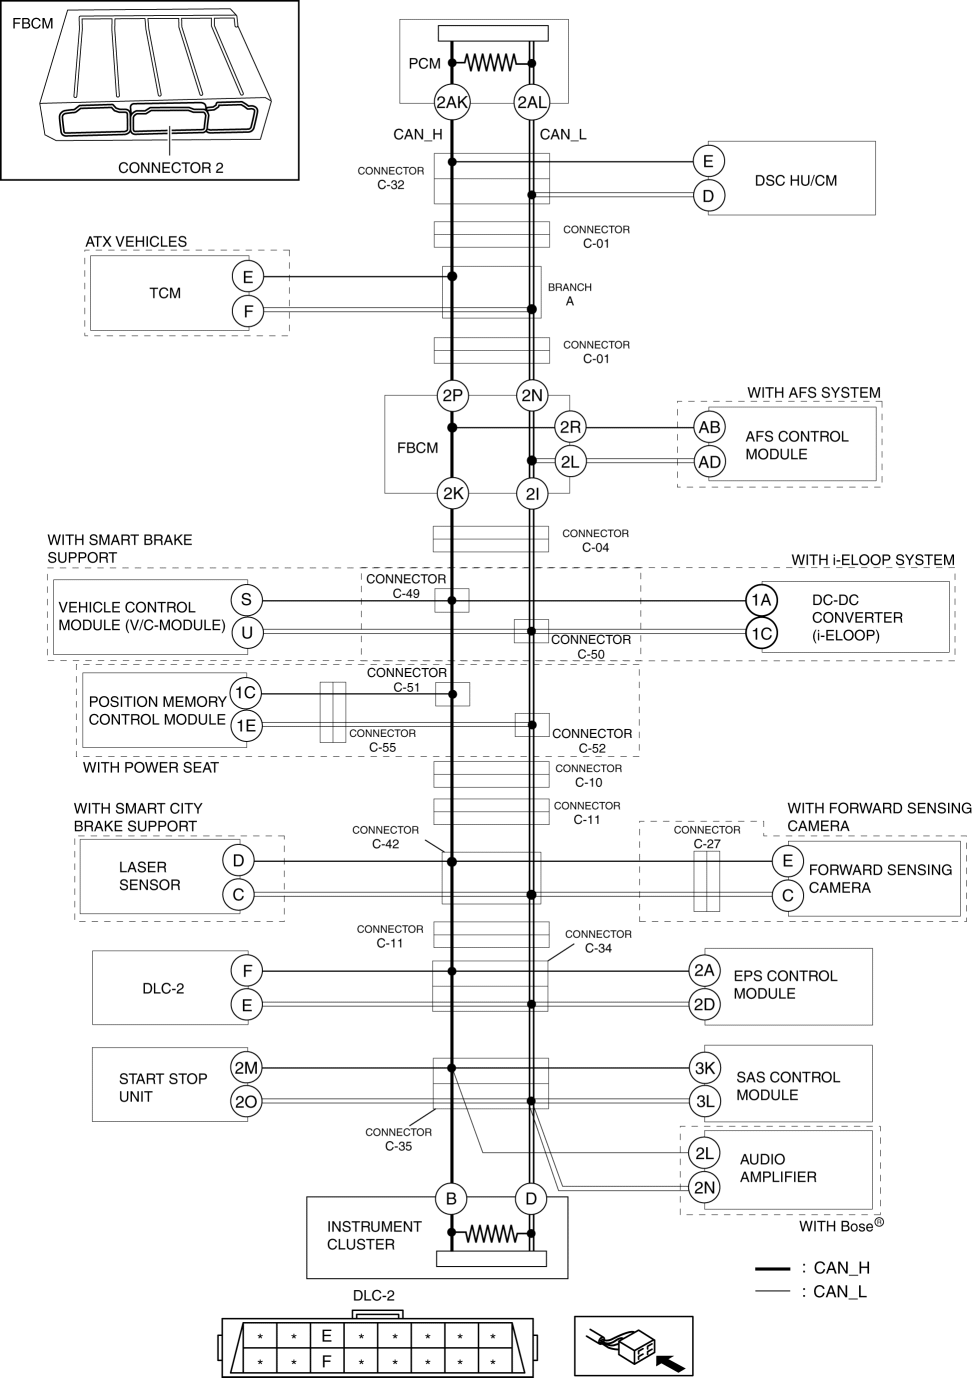 FBCM
CONNECTOR 2
PCM
2AK
2AL
CAN_H
CAN_L
CONNECTOR
C-32
E
D
DSC HU/CM
CONNECTOR
C-01
ATX VEHICLES
TCM
E
F
BRANCH
A
CONNECTOR
C-01
2P
2N
WITH AFS SYSTEM
FBCM
2R
2L
AB
AD
AFS CONTROL
MODULE
2K
2I
CONNECTOR
C-04
WITH SMART BRAKE
SUPPORT
WITH i-ELOOP SYSTEM
VEHICLE CONTROL
MODULE (V/C-MODULE)
S
U
CONNECTOR
C-49
CONNECTOR
C-50
1A
1C
DC-DC
CONVERTER
(i-ELOOP)
POSITION MEMORY
CONTROL MODULE
1C
1E
CONNECTOR
C-51
CONNECTOR
C-55
CONNECTOR
C-52
WITH POWER SEAT
CONNECTOR
C-10
CONNECTOR
C-11
WITH SMART CITY
BRAKE SUPPORT
WITH FORWARD SENSING
CAMERA
CONNECTOR
C-42
CONNECTOR
C-27
LASER
SENSOR
D
C
E
C
FORWARD SENSING
CAMERA
CONNECTOR
C-11
CONNECTOR
C-34
DLC-2
F
E
2A
2D
EPS CONTROL
MODULE
START STOP
UNIT
2M
2O
3K
3L
SAS CONTROL
MODULE
CONNECTOR
C-35
2L
2N
AUDIO
AMPLIFIER
WITH Bose®
B
D
INSTRUMENT
CLUSTER
: CAN_H
: CAN_L
DLC-2
* * E * * * * *
* * F * * * * *